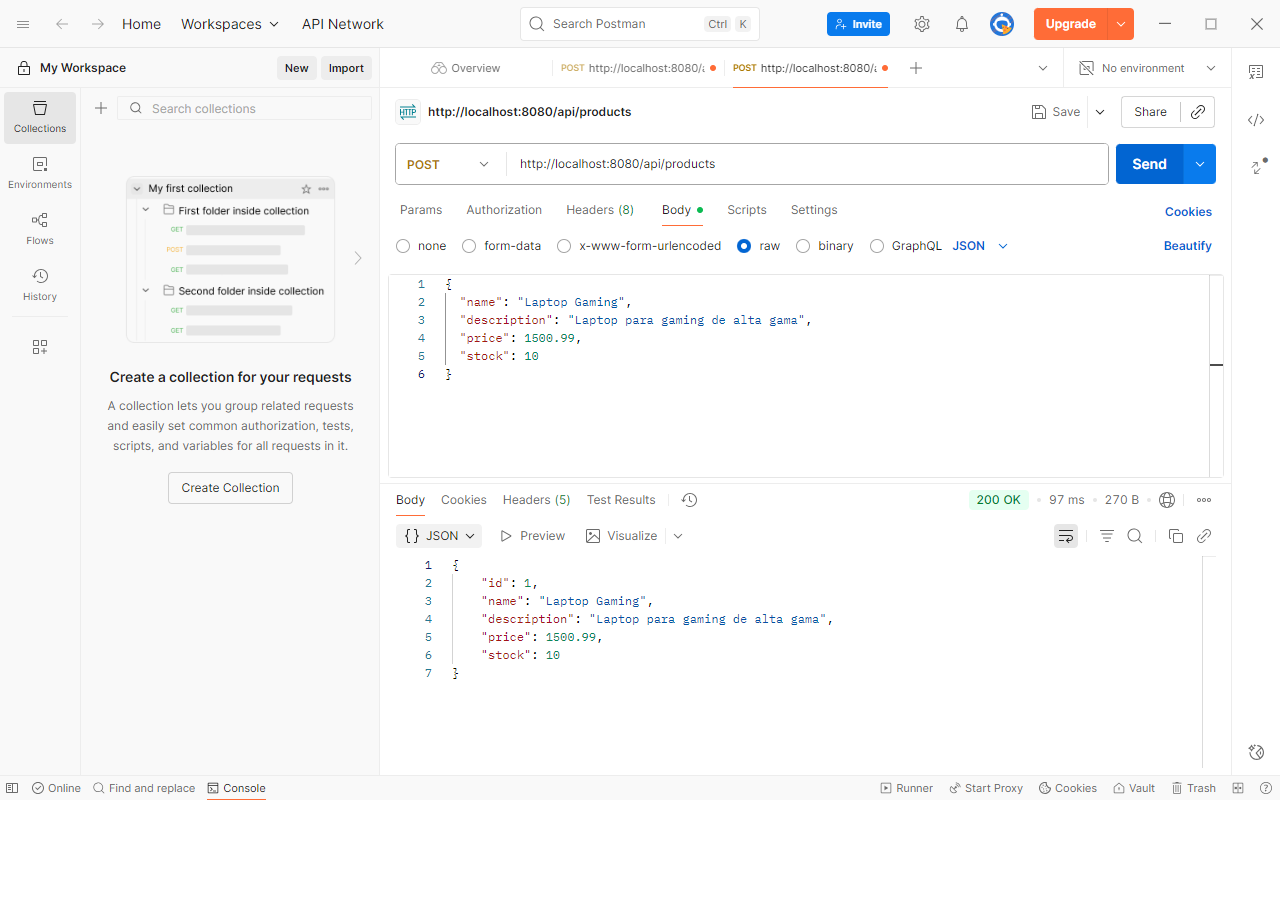 Home Workspaces API Network Search Postman Ctrl K Invite Upgrade
My Workspace New Import Overview POST http://localhost:8080/a POST http://localhost:8080/a No environment
Collections
Environments
Flows
History
Search collections
My first collection
First folder inside collection
GET
POST
GET
Second folder inside collection
GET
GET
Create a collection for your requests
A collection lets you group related requests
and easily set common authorization, tests,
scripts, and variables for all requests in it.
Create Collection
HTTP http://localhost:8080/api/products Save Share
POST http://localhost:8080/api/products Send
Params Authorization Headers (8) Body Scripts Settings Cookies
none form-data x-www-form-urlencoded raw binary GraphQL JSON Beautify
1 {
2 "name": "Laptop Gaming",
3 "description": "Laptop para gaming de alta gama",
4 "price": 1500.99,
5 "stock": 10
6 }
Body Cookies Headers (5) Test Results 200 OK • 97 ms • 270 B •
{} JSON Preview Visualize
1 {
2 "id": 1,
3 "name": "Laptop Gaming",
4 "description": "Laptop para gaming de alta gama",
5 "price": 1500.99,
6 "stock": 10
7 }
Online Find and replace Console Runner Start Proxy Cookies Vault Trash